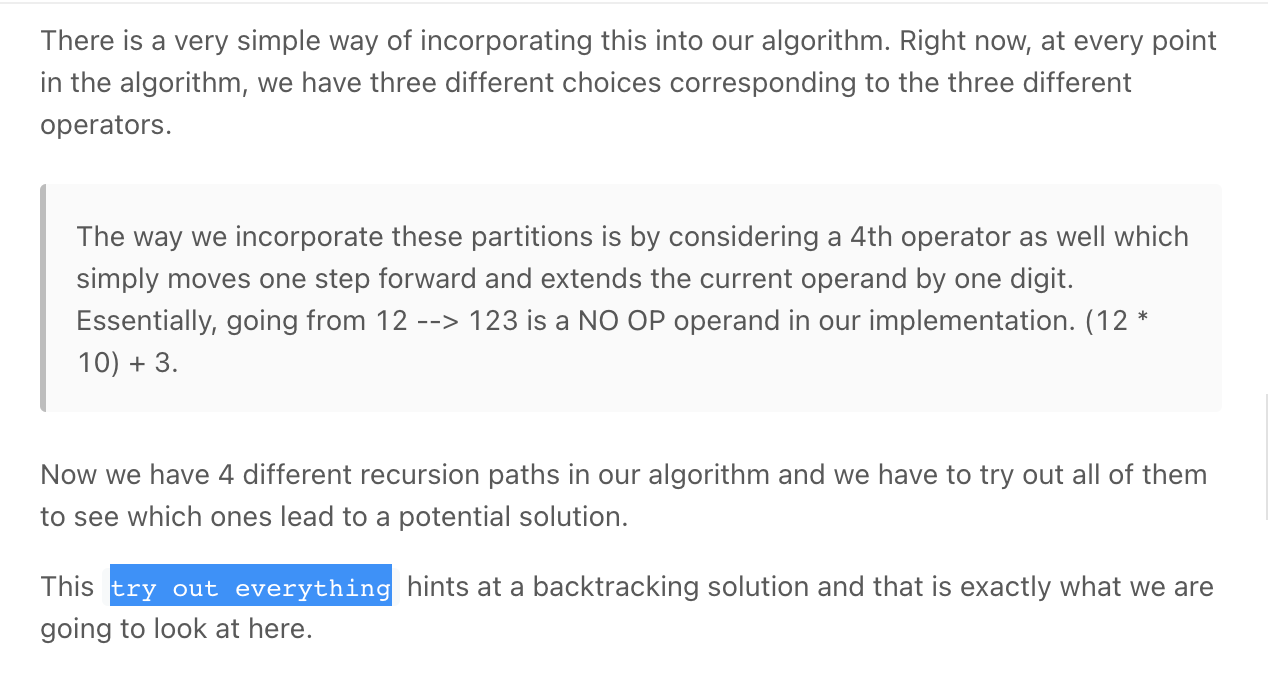 There is a very simple way of incorporating this into our algorithm. Right now, at every point
in the algorithm, we have three different choices corresponding to the three different
operators.
The way we incorporate these partitions is by considering a 4th operator as well which
simply moves one step forward and extends the current operand by one digit.
Essentially, going from 12 --> 123 is a NO OP operand in our implementation. (12 *
10) + 3.
Now we have 4 different recursion paths in our algorithm and we have to try out all of them
to see which ones lead to a potential solution.
This try out everything hints at a backtracking solution and that is exactly what we are
going to look at here.